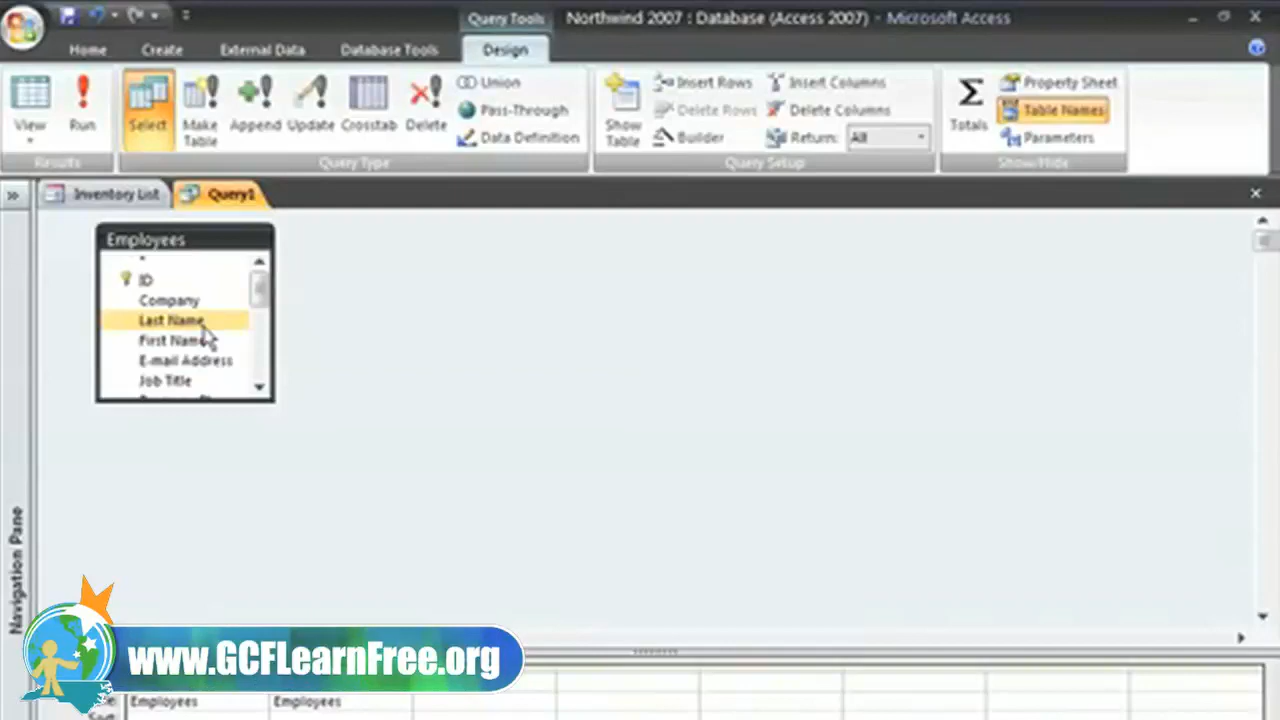 Query Tools
Northwind 2007 : Database (Access 2007) - Microsoft Access
Home
Create
External Data
Database Tools
Design
View
Run
Select
Make Table
Append
Update
Crosstab
Delete
Union
Pass-Through
Data Definition
Show Table
Insert Rows
Delete Rows
Builder
Insert Columns
Delete Columns
Return: All
Totals
Property Sheet
Table Names
Parameters
Results
Query Type
Query Setup
Show/Hide
Inventory List
Query1
Employees
*
ID
Company
Last Name
First Name
E-mail Address
Job Title
Navigation Pane
www.GCFLearnFree.org
Employees
Employees